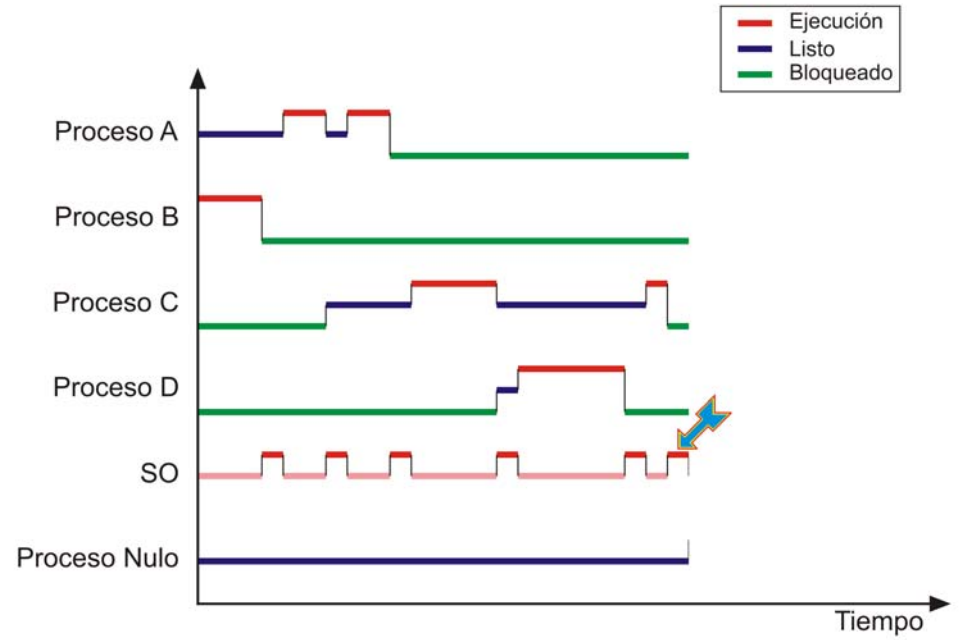 Ejecución
Listo
Bloqueado
Proceso A
Proceso B
Proceso C
Proceso D
SO
Proceso Nulo
Tiempo